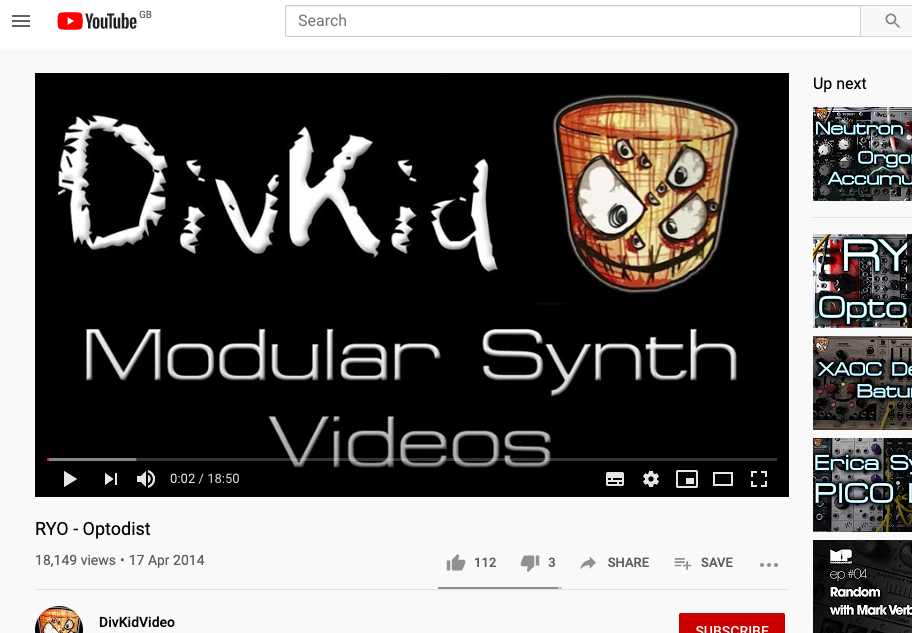 YouTube GB
Search
DivKid
Modular Synth
Videos
0:02 / 18:50
RYO - Optodist
18,149 views • 17 Apr 2014
112
3
SHARE
SAVE
DivKidVideo
SUBSCRIBE
Up next
Neutron
Orgo
Accumu
RY
Opto
XAOC De
Batu
Erica Sy
PICO
ep #04
Random
with Mark Verb